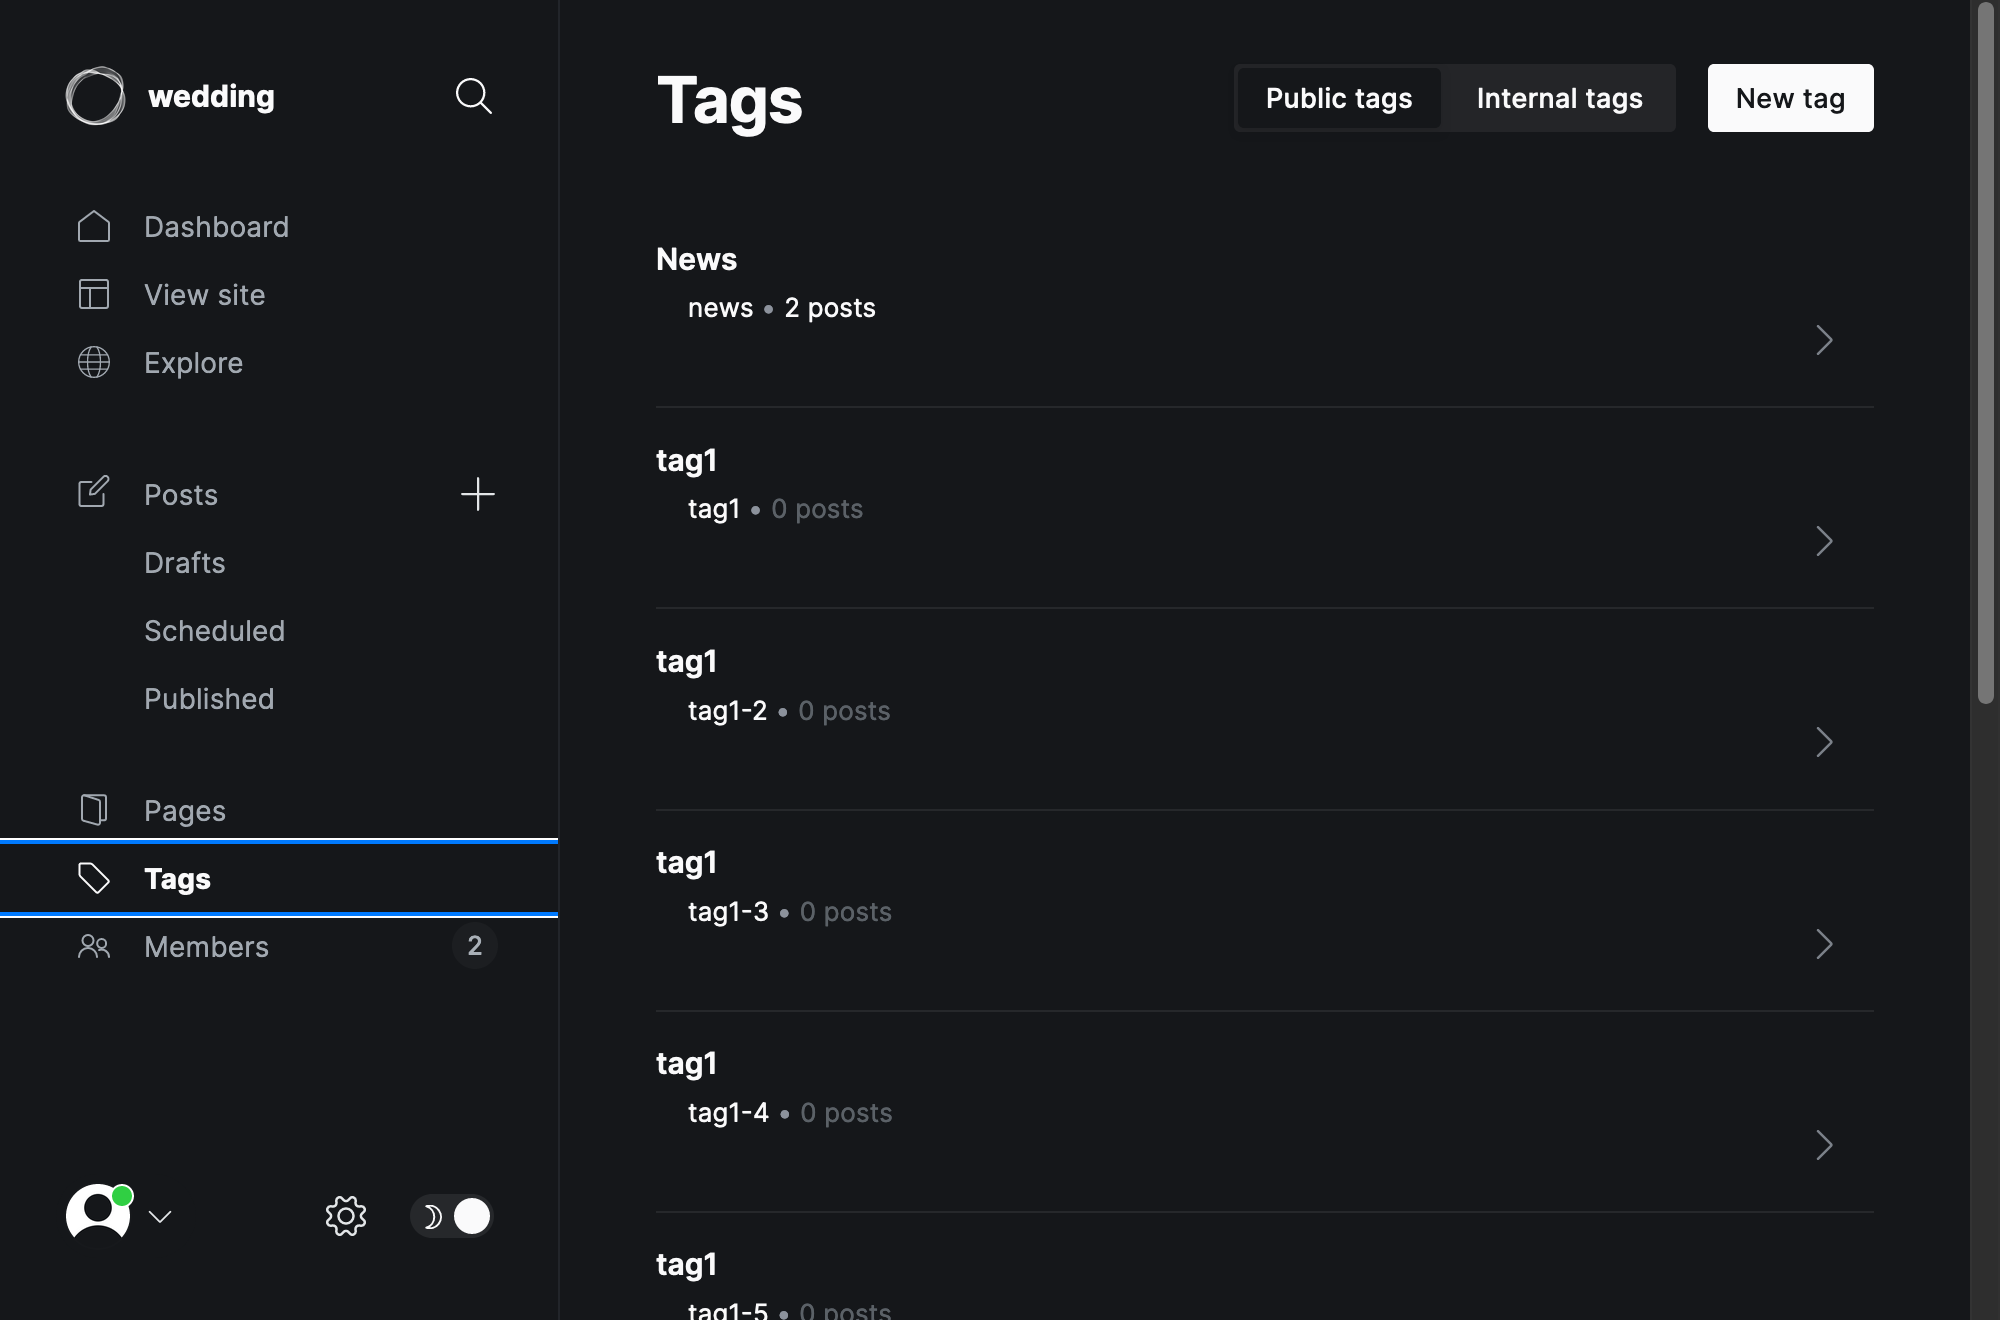 wedding
Dashboard
View site
Explore
Posts
Drafts
Scheduled
Published
Pages
Tags
Members 2
Tags
Public tags Internal tags New tag
News
news • 2 posts
tag1
tag1 • 0 posts
tag1
tag1-2 • 0 posts
tag1
tag1-3 • 0 posts
tag1
tag1-4 • 0 posts
tag1
tag1-5 • 0 posts